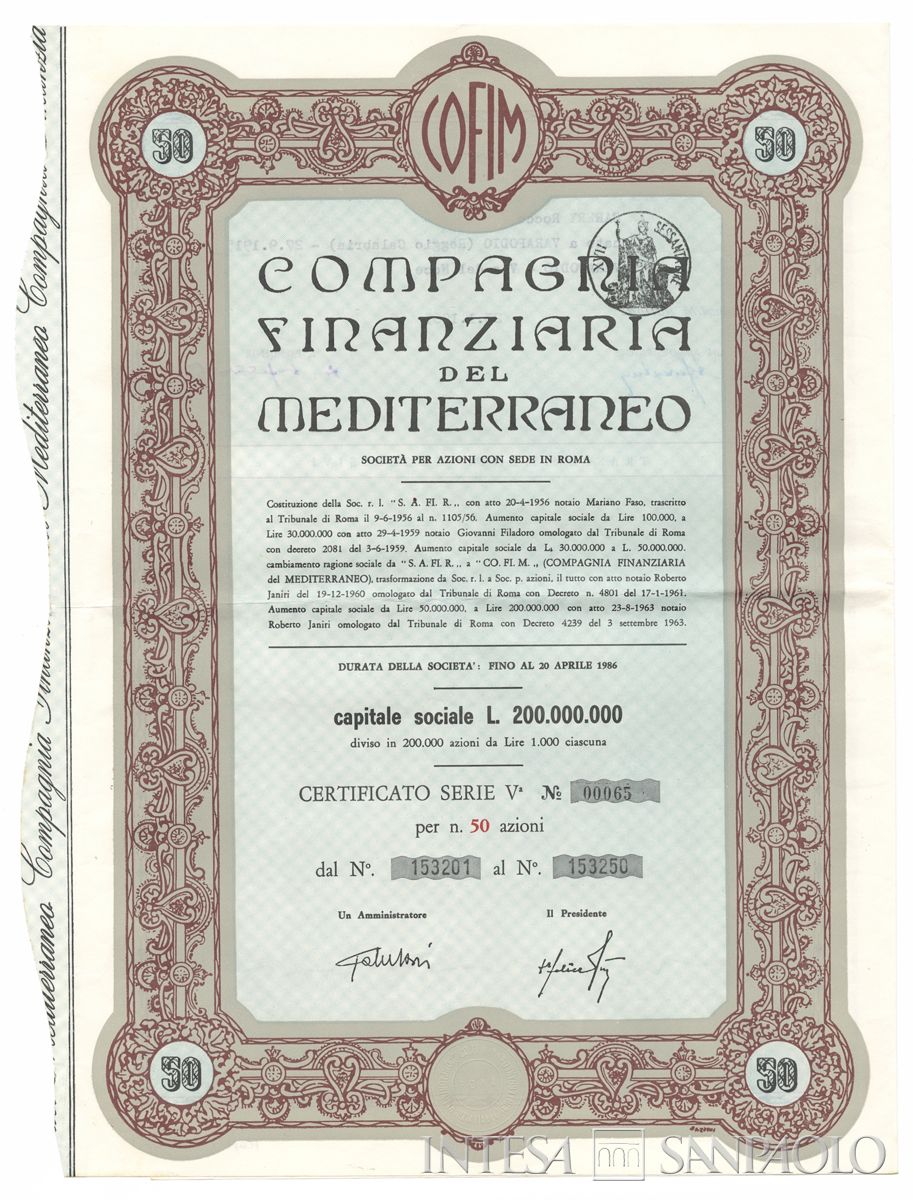 COFIM
50
50
COMPAGNIA
FINANZIARIA
DEL
MEDITERRANEO
SOCIETÀ PER AZIONI CON SEDE IN ROMA
Costituzione della Soc. r. l. "S. A. FI. R.,, con atto 20-4-1956 notaio Mariano Faso, trascritto
al Tribunale di Roma il 9-6-1956 al n. 1105/56. Aumento capitale sociale da Lire 100.000, a
Lire 30.000.000 con atto 29-4-1959 notaio Giovanni Filadoro omologato dal Tribunale di Roma
con decreto 2081 del 3-6-1959. Aumento capitale sociale da L. 30.000.000 a L. 50.000.000.
cambiamento ragione sociale da "S. A. FI R.,, a "CO. FI. M.,, (COMPAGNIA FINANZIARIA
del MEDITERRANEO), trasformazione da Soc. r. l. a Soc. p. azioni, il tutto con atto notaio Roberto
Janiri del 19-12-1960 omologato dal Tribunale di Roma con Decreto n. 4801 del 17-1-1961.
Aumento capitale sociale da Lire 50.000.000, a Lire 200.000.000 con atto 23-8-1963 notaio
Roberto Janiri omologato dal Tribunale di Roma con Decreto 4239 del 3 settembre 1963.
DURATA DELLA SOCIETA': FINO AL 20 APRILE 1986
capitale sociale L. 200.000.000
diviso in 200.000 azioni da Lire 1.000 ciascuna
CERTIFICATO SERIE Vª Nº 00065
per n. 50 azioni
dal Nº. 153201 al Nº. 153250
Un Amministratore
Il Presidente
50
50
INTESA SANPAOLO
Mediterraneo Compagnia Finanziaria del Mediterraneo Compagnia